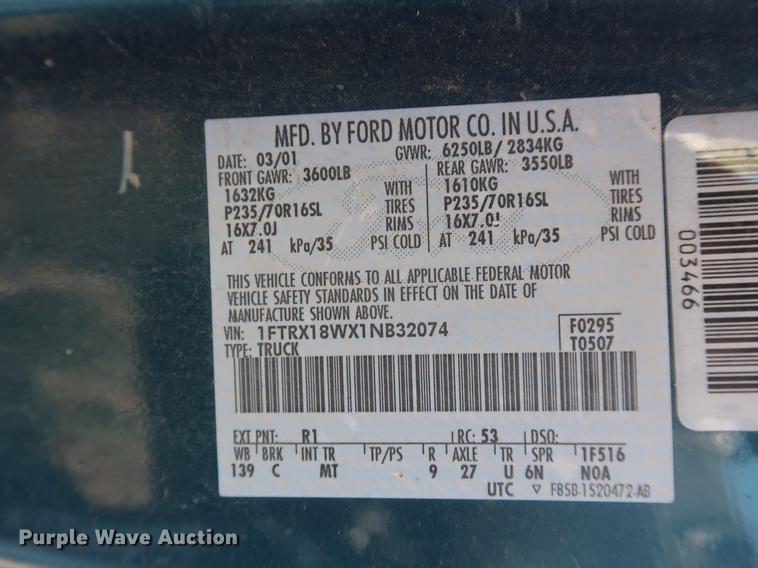 MFD. BY FORD MOTOR CO. IN U.S.A.
DATE: 03/01 GVWR: 6250LB/ 2834KG
FRONT GAWR: 3600LB REAR GAWR: 3550LB
1632KG WITH 1610KG WITH
P235/70R16SL TIRES P235/70R16SL TIRES
16X7.0J RIMS 16X7.0J RIMS
AT 241 kPa/35 PSI COLD AT 241 kPa/35 PSI COLD
THIS VEHICLE CONFORMS TO ALL APPLICABLE FEDERAL MOTOR
VEHICLE SAFETY STANDARDS IN EFFECT ON THE DATE OF
MANUFACTURE SHOWN ABOVE.
VIN: 1FTRX18WX1NB32074 F0295
TYPE: TRUCK T0507
EXT PNT: R1 RC: 53 DSO:
WB BRK INT TR TP/PS R AXLE TR SPR 1F516
139 C MT 9 27 U 6N NOA
UTC ▽ F85B-1520472-AB
003466
Purple Wave Auction